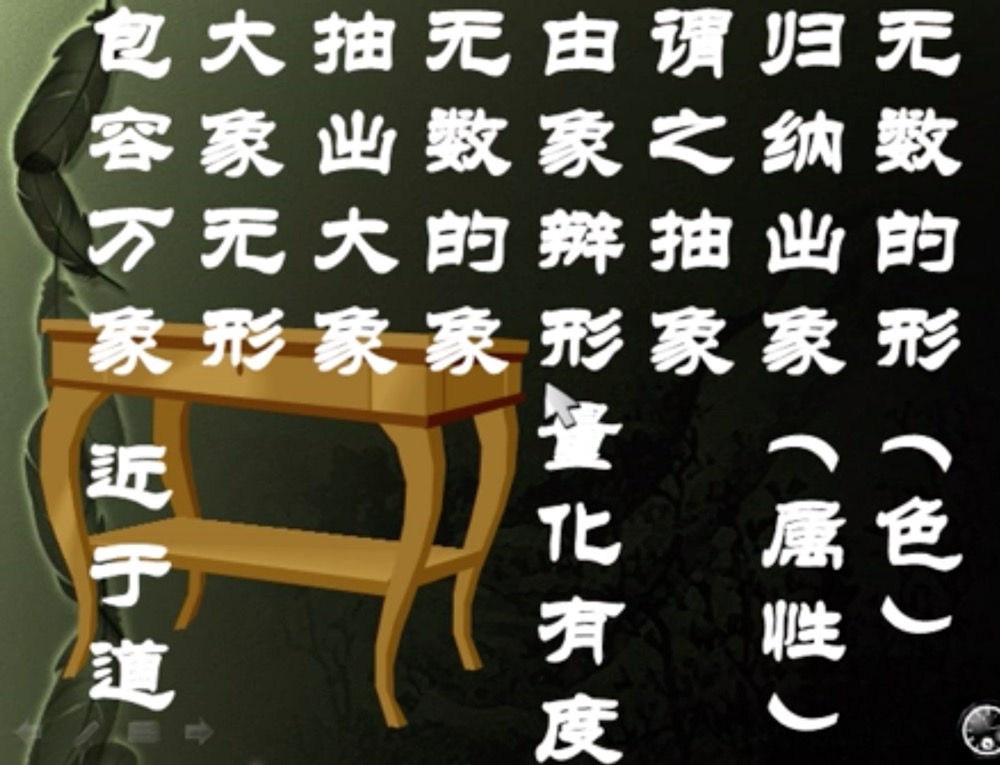 无数的形（色）
归纳出象（属性）
谓之抽象
由象辩形量化有度
无数的象
抽出大象
大象无形
包容万象近于道